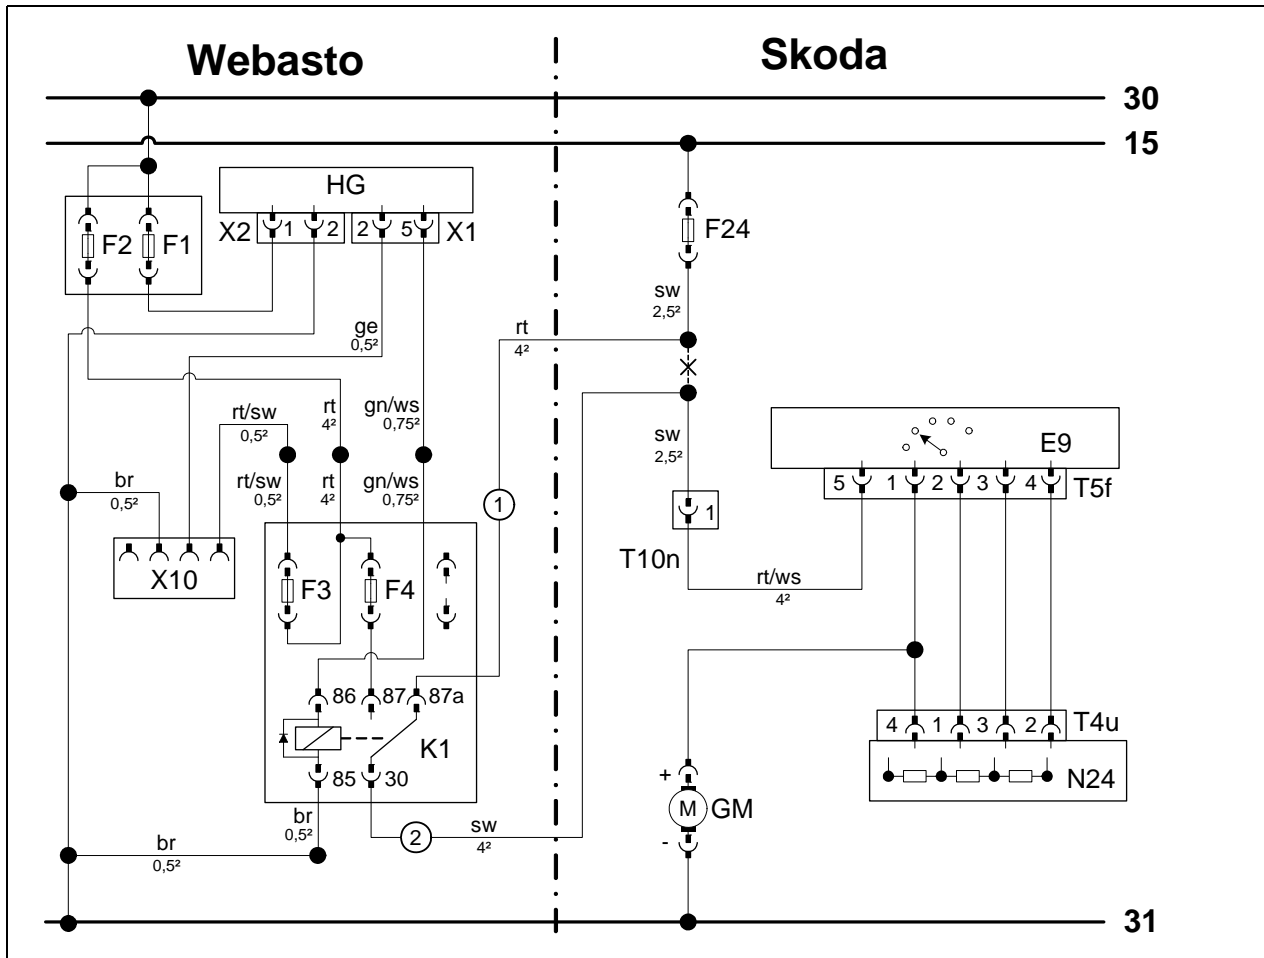 Webasto
Skoda
30
15
HG
X2
1
2
2
5
X1
F2
F1
F24
sw
2,5²
ge
0,5²
rt
4²
rt/sw
0,5²
rt
4²
gn/ws
0,75²
sw
2,5²
E9
rt/sw
0,5²
rt
4²
gn/ws
0,75²
5
1
2
3
4
T5f
br
0,5²
1
1
T10n
X10
F3
F4
rt/ws
4²
86
87
87a
4
1
3
2
T4u
K1
85
30
+
M
GM
-
N24
br
0,5²
2
sw
4²
br
0,5²
31